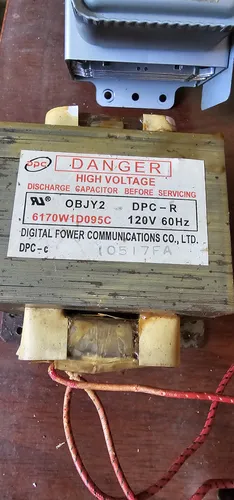 DPC DANGER
HIGH VOLTAGE
DISCHARGE CAPACITOR BEFORE SERVICING
OBJY2 DPC-R
6170W1D095C 120V 60Hz
DIGITAL POWER COMMUNICATIONS CO., LTD.
DPC-c 10517FA